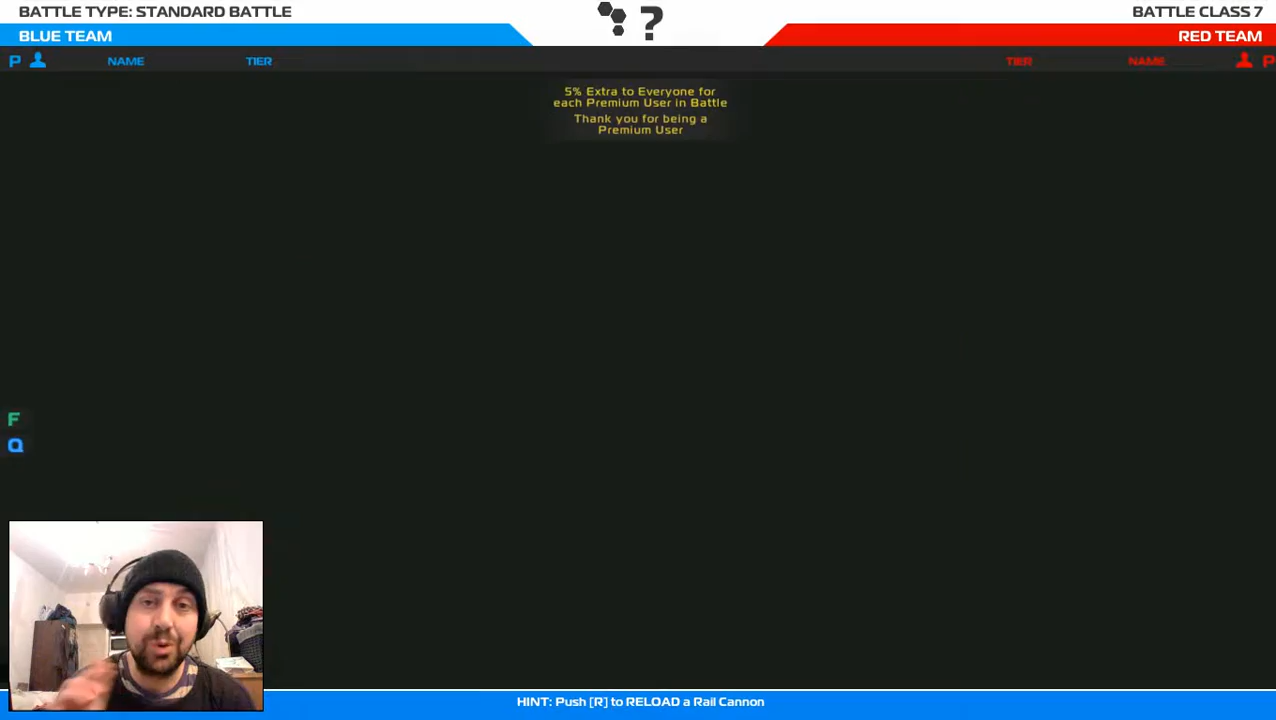 BATTLE TYPE: STANDARD BATTLE
?
BATTLE CLASS 7
BLUE TEAM
RED TEAM
P NAME TIER
TIER NAME P
5% Extra to Everyone for
each Premium User in Battle
Thank you for being a
Premium User
F
Q
HINT: Push [R] to RELOAD a Rail Cannon